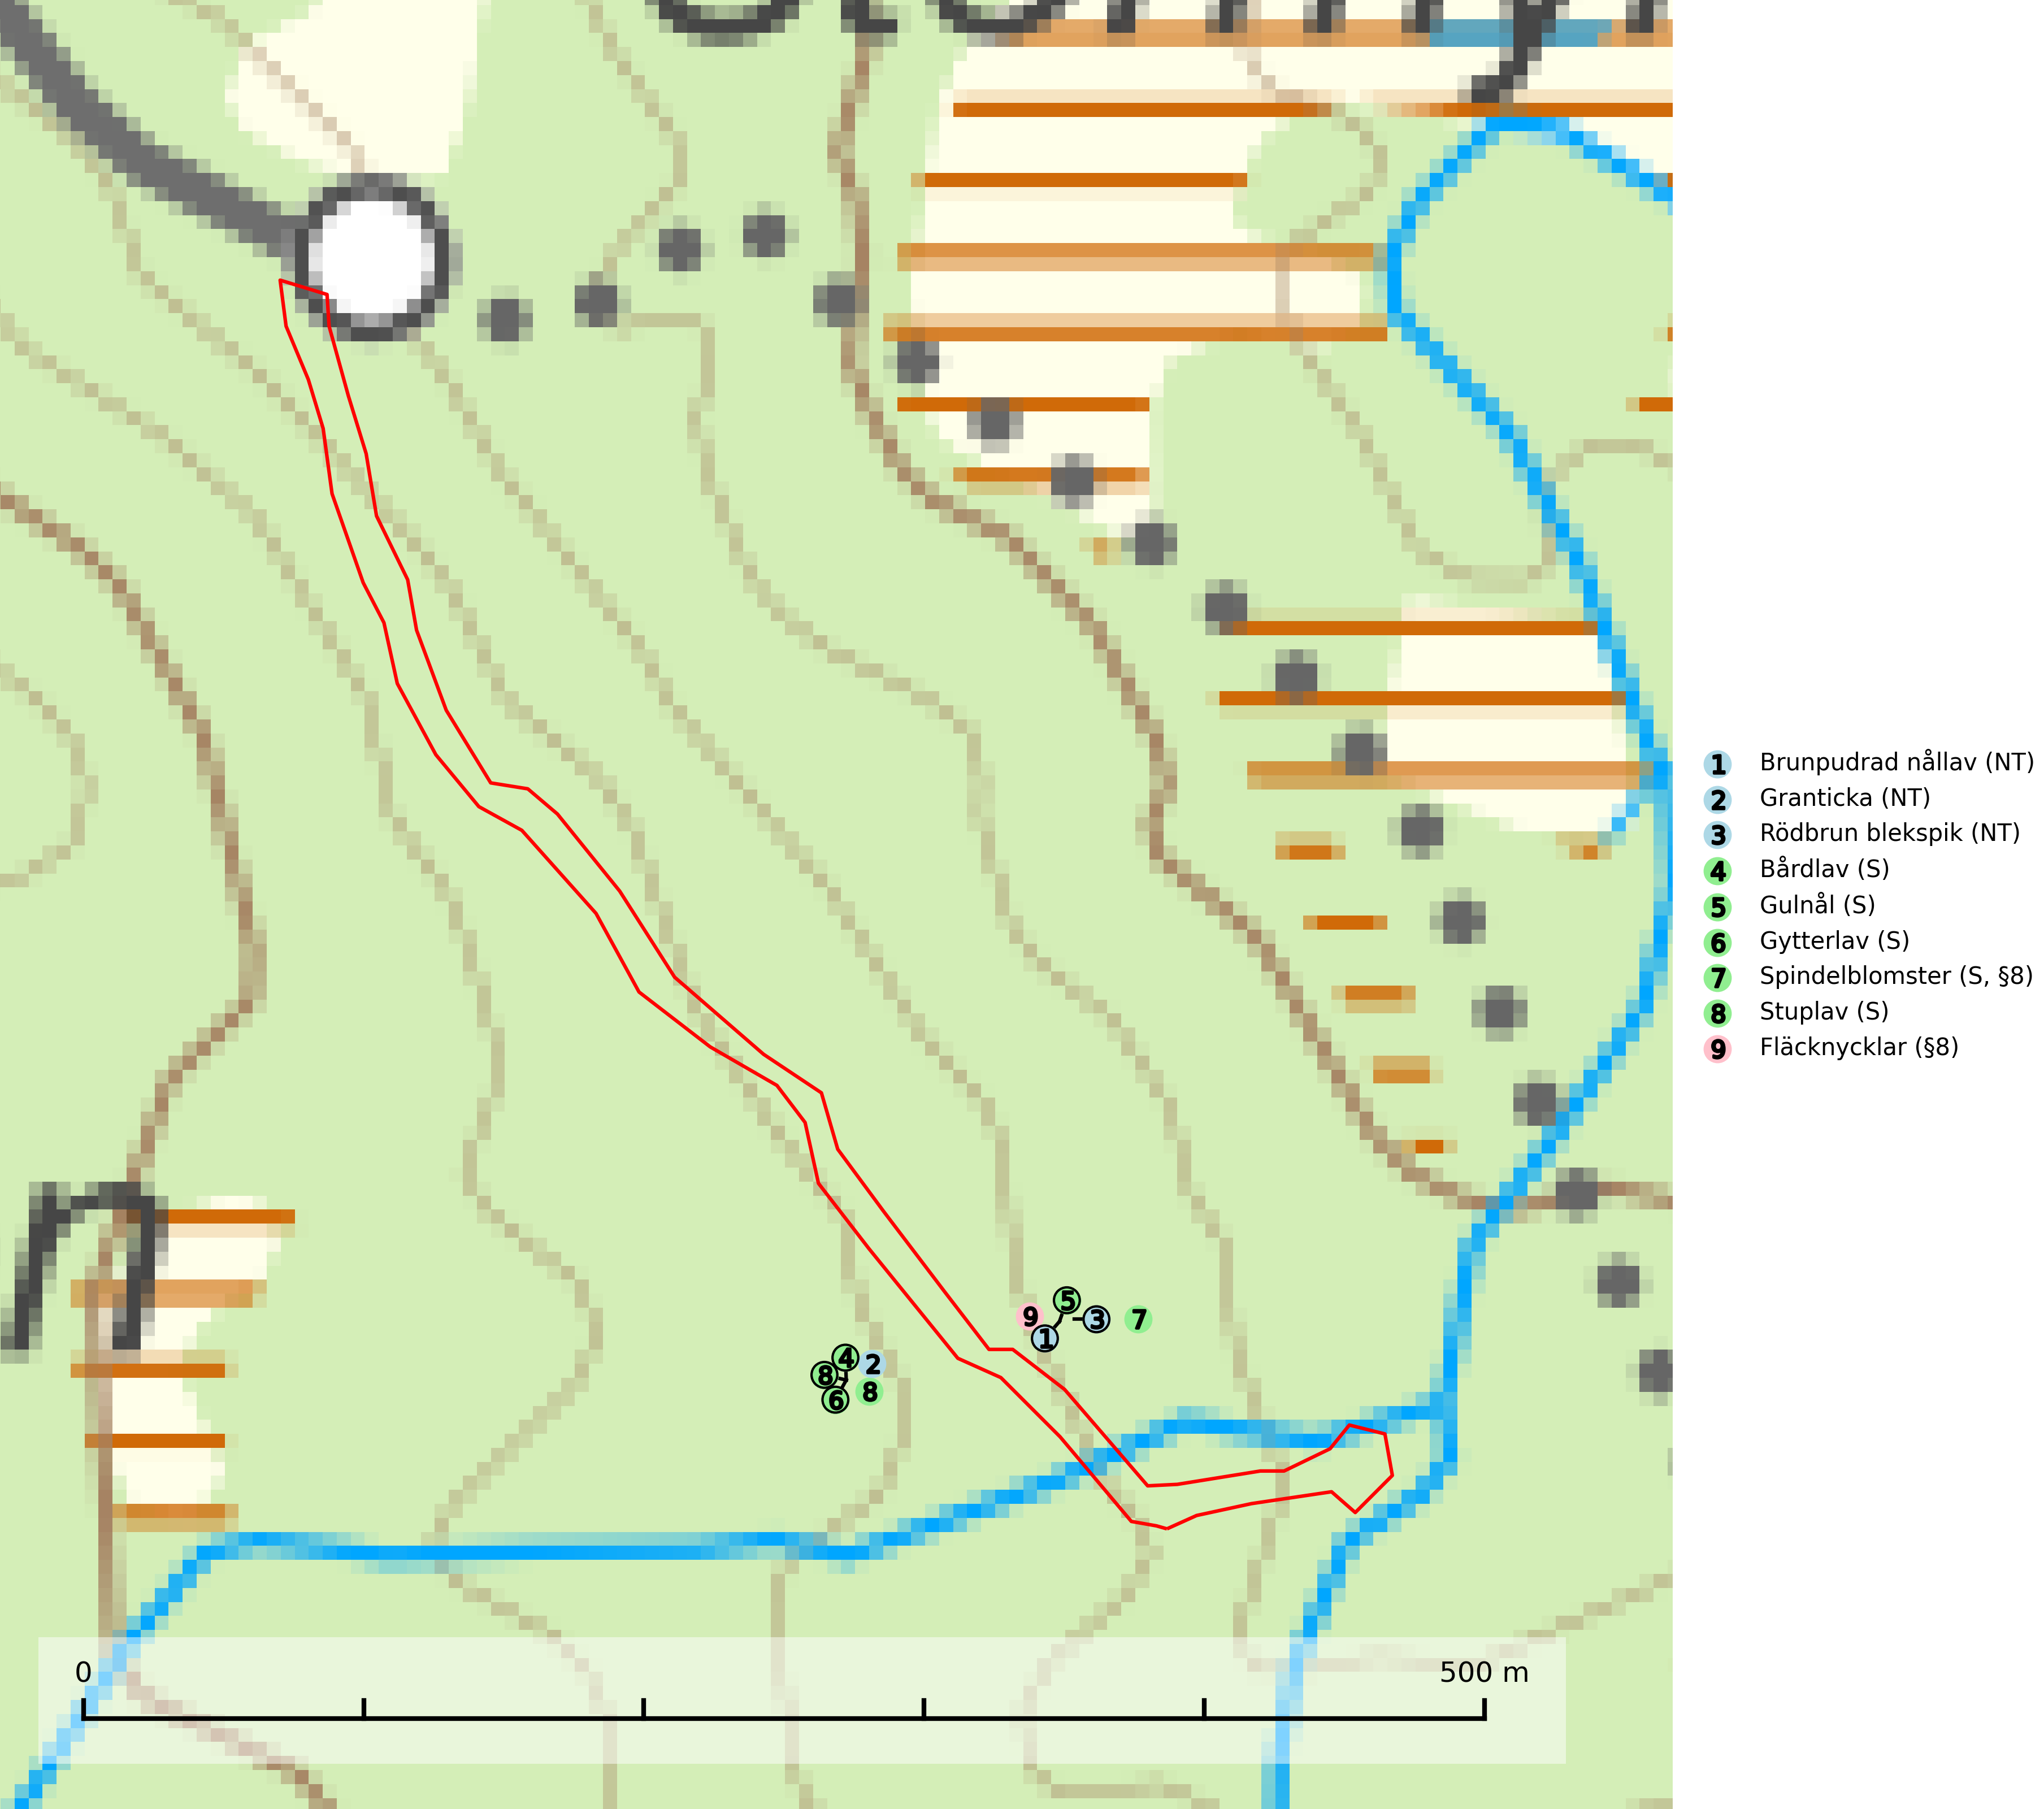 1 Brunpudrad nållav (NT)
2 Granticka (NT)
3 Rödbrun blekspik (NT)
4 Bårdlav (S)
5 Gulnål (S)
6 Gytterlav (S)
7 Spindelblomster (S, §8)
8 Stuplav (S)
9 Fläcknycklar (§8)
5
9 3 7
1
4 2
8 8
6
0 500 m